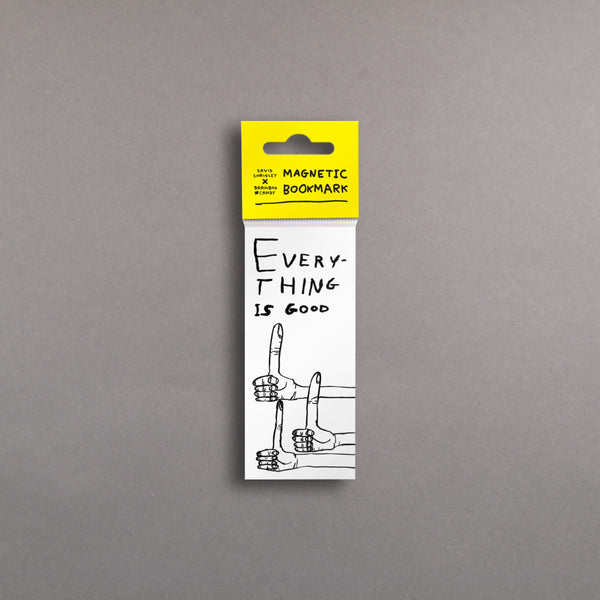 DAVID
SHRIGLEY
X
BRAINBOX
CANDY
MAGNETIC
BOOKMARK
EVERY-
THING
IS GOOD